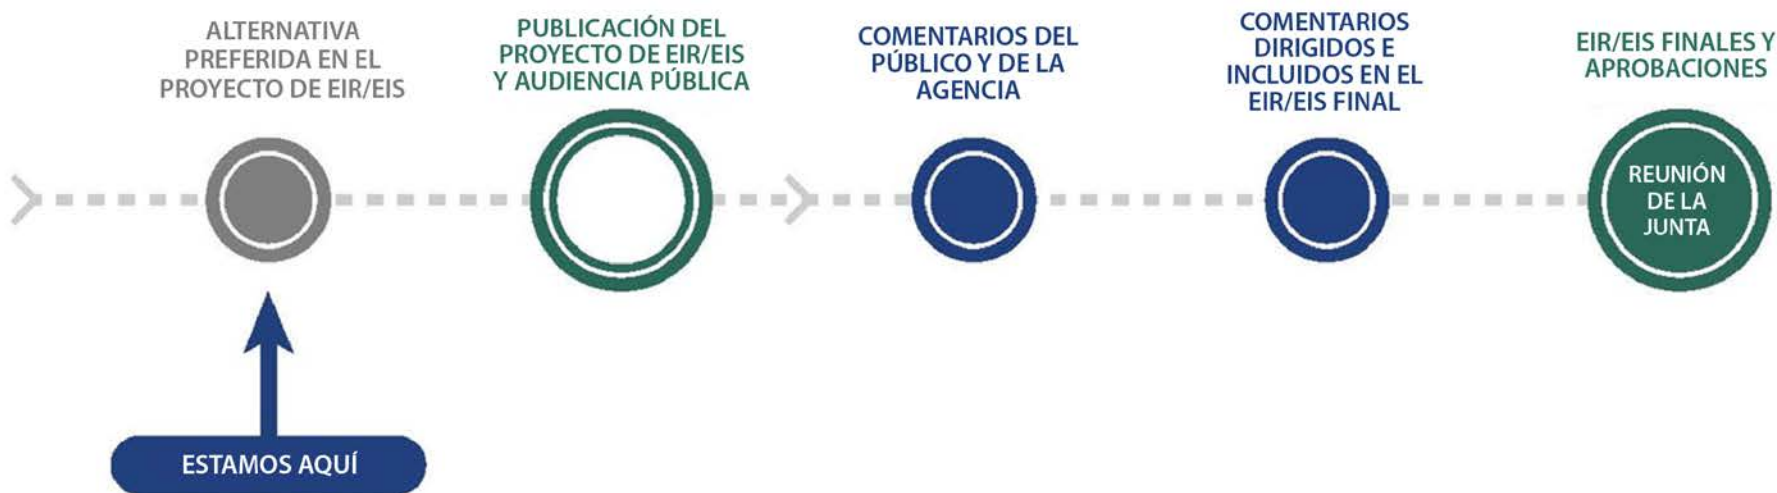 ALTERNATIVA
PREFERIDA EN EL
PROYECTO DE EIR/EIS
PUBLICACIÓN DEL
PROYECTO DE EIR/EIS
Y AUDIENCIA PÚBLICA
COMENTARIOS DEL
PÚBLICO Y DE LA
AGENCIA
COMENTARIOS
DIRIGIDOS E
INCLUIDOS EN EL
EIR/EIS FINAL
EIR/EIS FINALES Y
APROBACIONES
REUNIÓN
DE LA
JUNTA
ESTAMOS AQUÍ